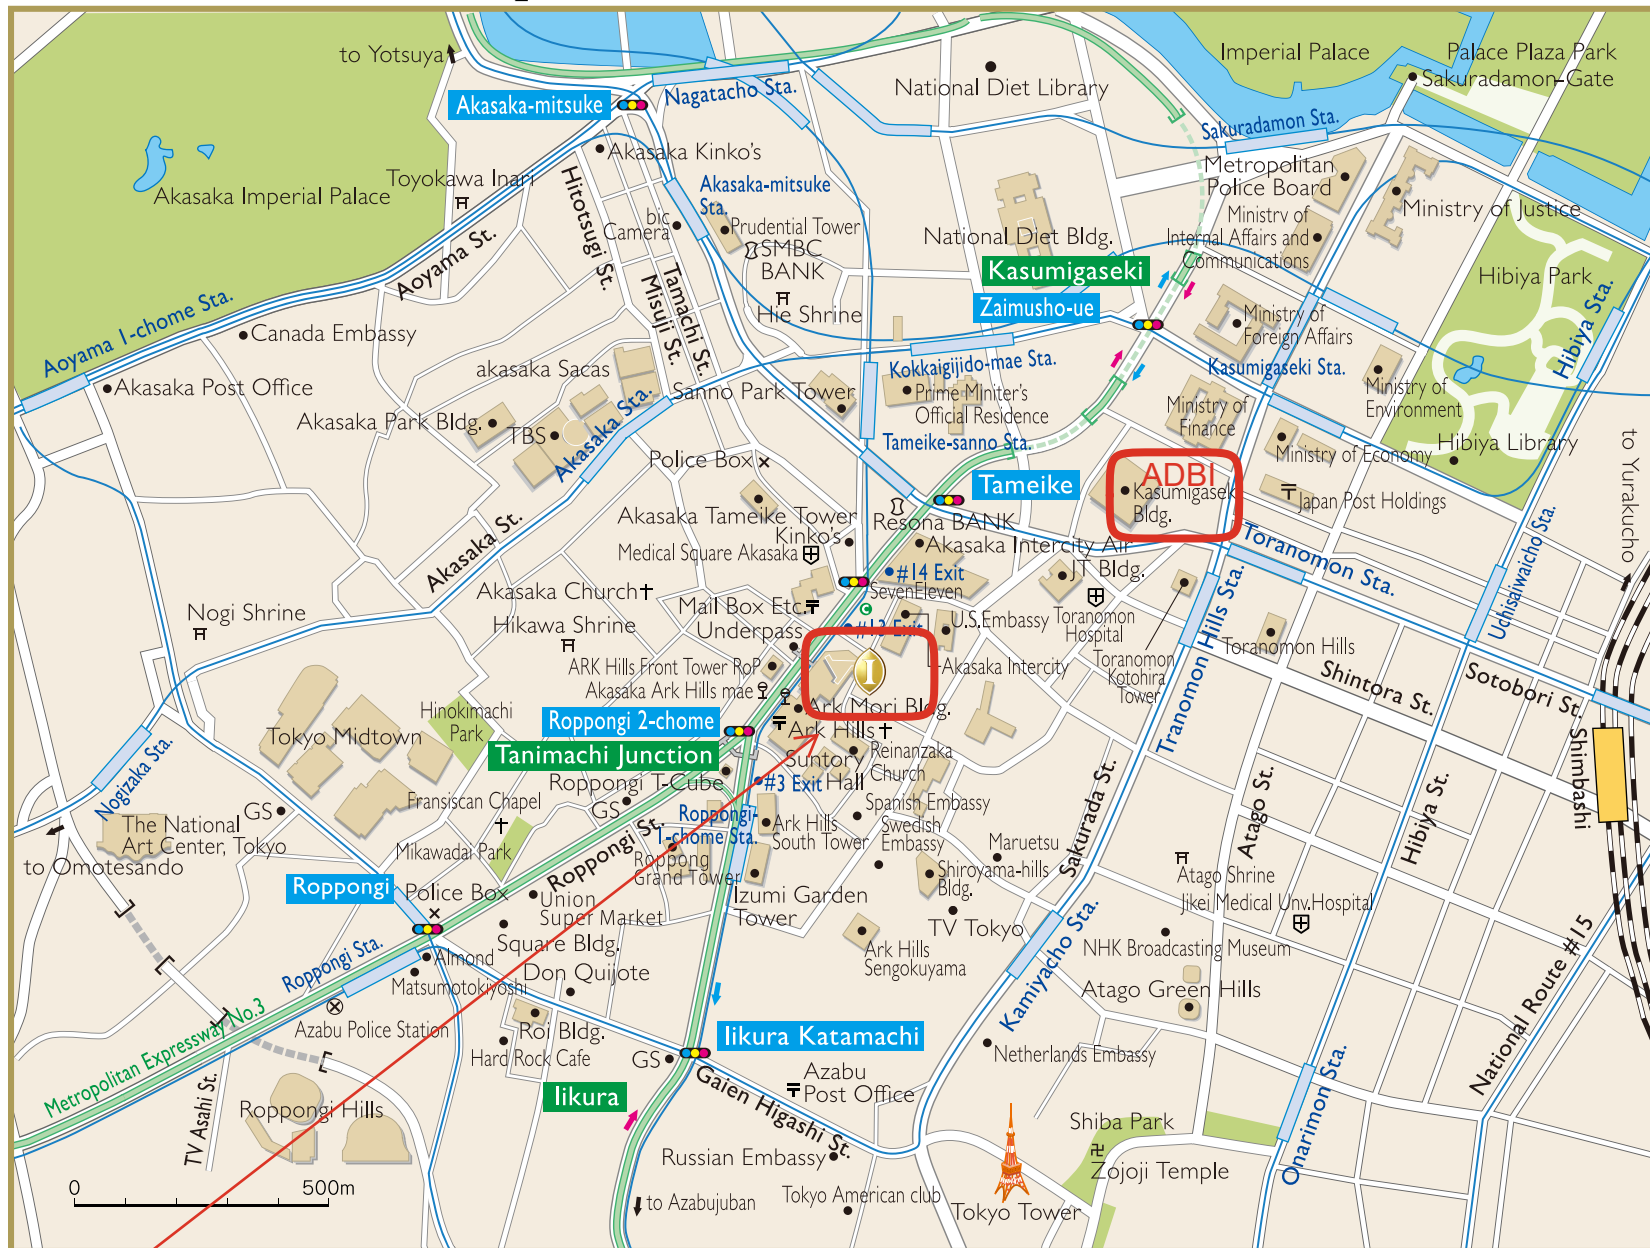 to Yotsuya
Imperial Palace
Palace Plaza Park
Sakuradamon-Gate
Nagatacho Sta.
National Diet Library
Akasaka-mitsuke
Sakuradamon Sta.
Akasaka Kinko's
Metropolitan
Police Board
Toyokawa Inari
Akasaka Imperial Palace
Akasaka-mitsuke
Sta.
Hitotsugi St.
bic
Camera
Prudential Tower
SMBC
BANK
National Diet Bldg.
Ministry of
Internal Affairs and
Communications
Ministry of Justice
Aoyama St.
Kasumigaseki
Hibiya Park
Zaimusho-ue
Hie Shrine
Tamachi St.
Misuji St.
Aoyama 1-chome Sta.
Canada Embassy
Ministry of
Foreign Affairs
Hibiya Sta.
Kokkaigijido-mae Sta.
Kasumigaseki Sta.
akasaka Sacas
Akasaka Post Office
Sanno Park Tower
Prime MIniter's
Official Residence
Ministry of
Environment
Ministry of
Finance
Akasaka Park Bldg.
TBS
Akasaka Sta.
Tameike-sanno Sta.
Hibiya Library
Ministry of Economy
to Yurakucho
Police Box
Tameike
ADBI
Kasumigasek
Bldg.
Japan Post Holdings
Akasaka Tameike Tower
Resona BANK
Kinko's
Medical Square Akasaka
Akasaka Intercity Air
Toranomon Sta.
Akasaka St.
#14 Exit
JT Bldg.
SevenEleven
Akasaka Church
Mail Box Etc.
Underpass
Uchisaiwaicho Sta.
Nogi Shrine
Hikawa Shrine
#13 Exit
U.S.Embassy
Toranomon
Hospital
Tranomon Hills Sta.
Toranomon Hills
ARK Hills Front Tower RoP
Akasaka Ark Hills mae
I
Akasaka Intercity
Toranomon
Kotohira
Tower
Shintora St.
Sotobori St.
Ark Mori Bldg.
Hinokimachi
Park
Roppongi 2-chome
Ark Hills
Tokyo Midtown
Tanimachi Junction
Suntory
Hall
Reinanzaka
Church
Shimbashi
Nogizaka Sta.
Roppongi T-Cube
#3 Exit
GS
Fransiscan Chapel
GS
Spanish Embassy
Roppongi-
1-chome Sta.
The National
Art Center, Tokyo
Mikawadai Park
Roppongi St.
Ark Hills
South Tower
Swedish
Embassy
Maruetsu
Sakurada St.
Atago St.
Hibiya St.
to Omotesando
Roppong
Grand Tower
Shiroyama-hills
Bldg.
Atago Shrine
Roppongi
Police Box
Union
Super Market
Izumi Garden
Tower
Jikei Medical Unv.Hospital
TV Tokyo
Square Bldg.
Roppongi Sta.
Almond
Matsumotokiyoshi
Don Quijote
Ark Hills
Sengokuyama
NHK Broadcasting Museum
Kamiyacho Sta.
National Route #15
Atago Green Hills
Metropolitan Expressway No.3
Azabu Police Station
Roi Bldg.
Iikura Katamachi
Hard Rock Cafe
GS
Netherlands Embassy
Azabu
Post Office
TV Asahi St.
Roppongi Hills
Iikura
Gaien Higashi St.
Onarimon Sta.
Shiba Park
Russian Embassy
Zojoji Temple
0
500m
to Azabujuban
Tokyo American club
Tokyo Tower